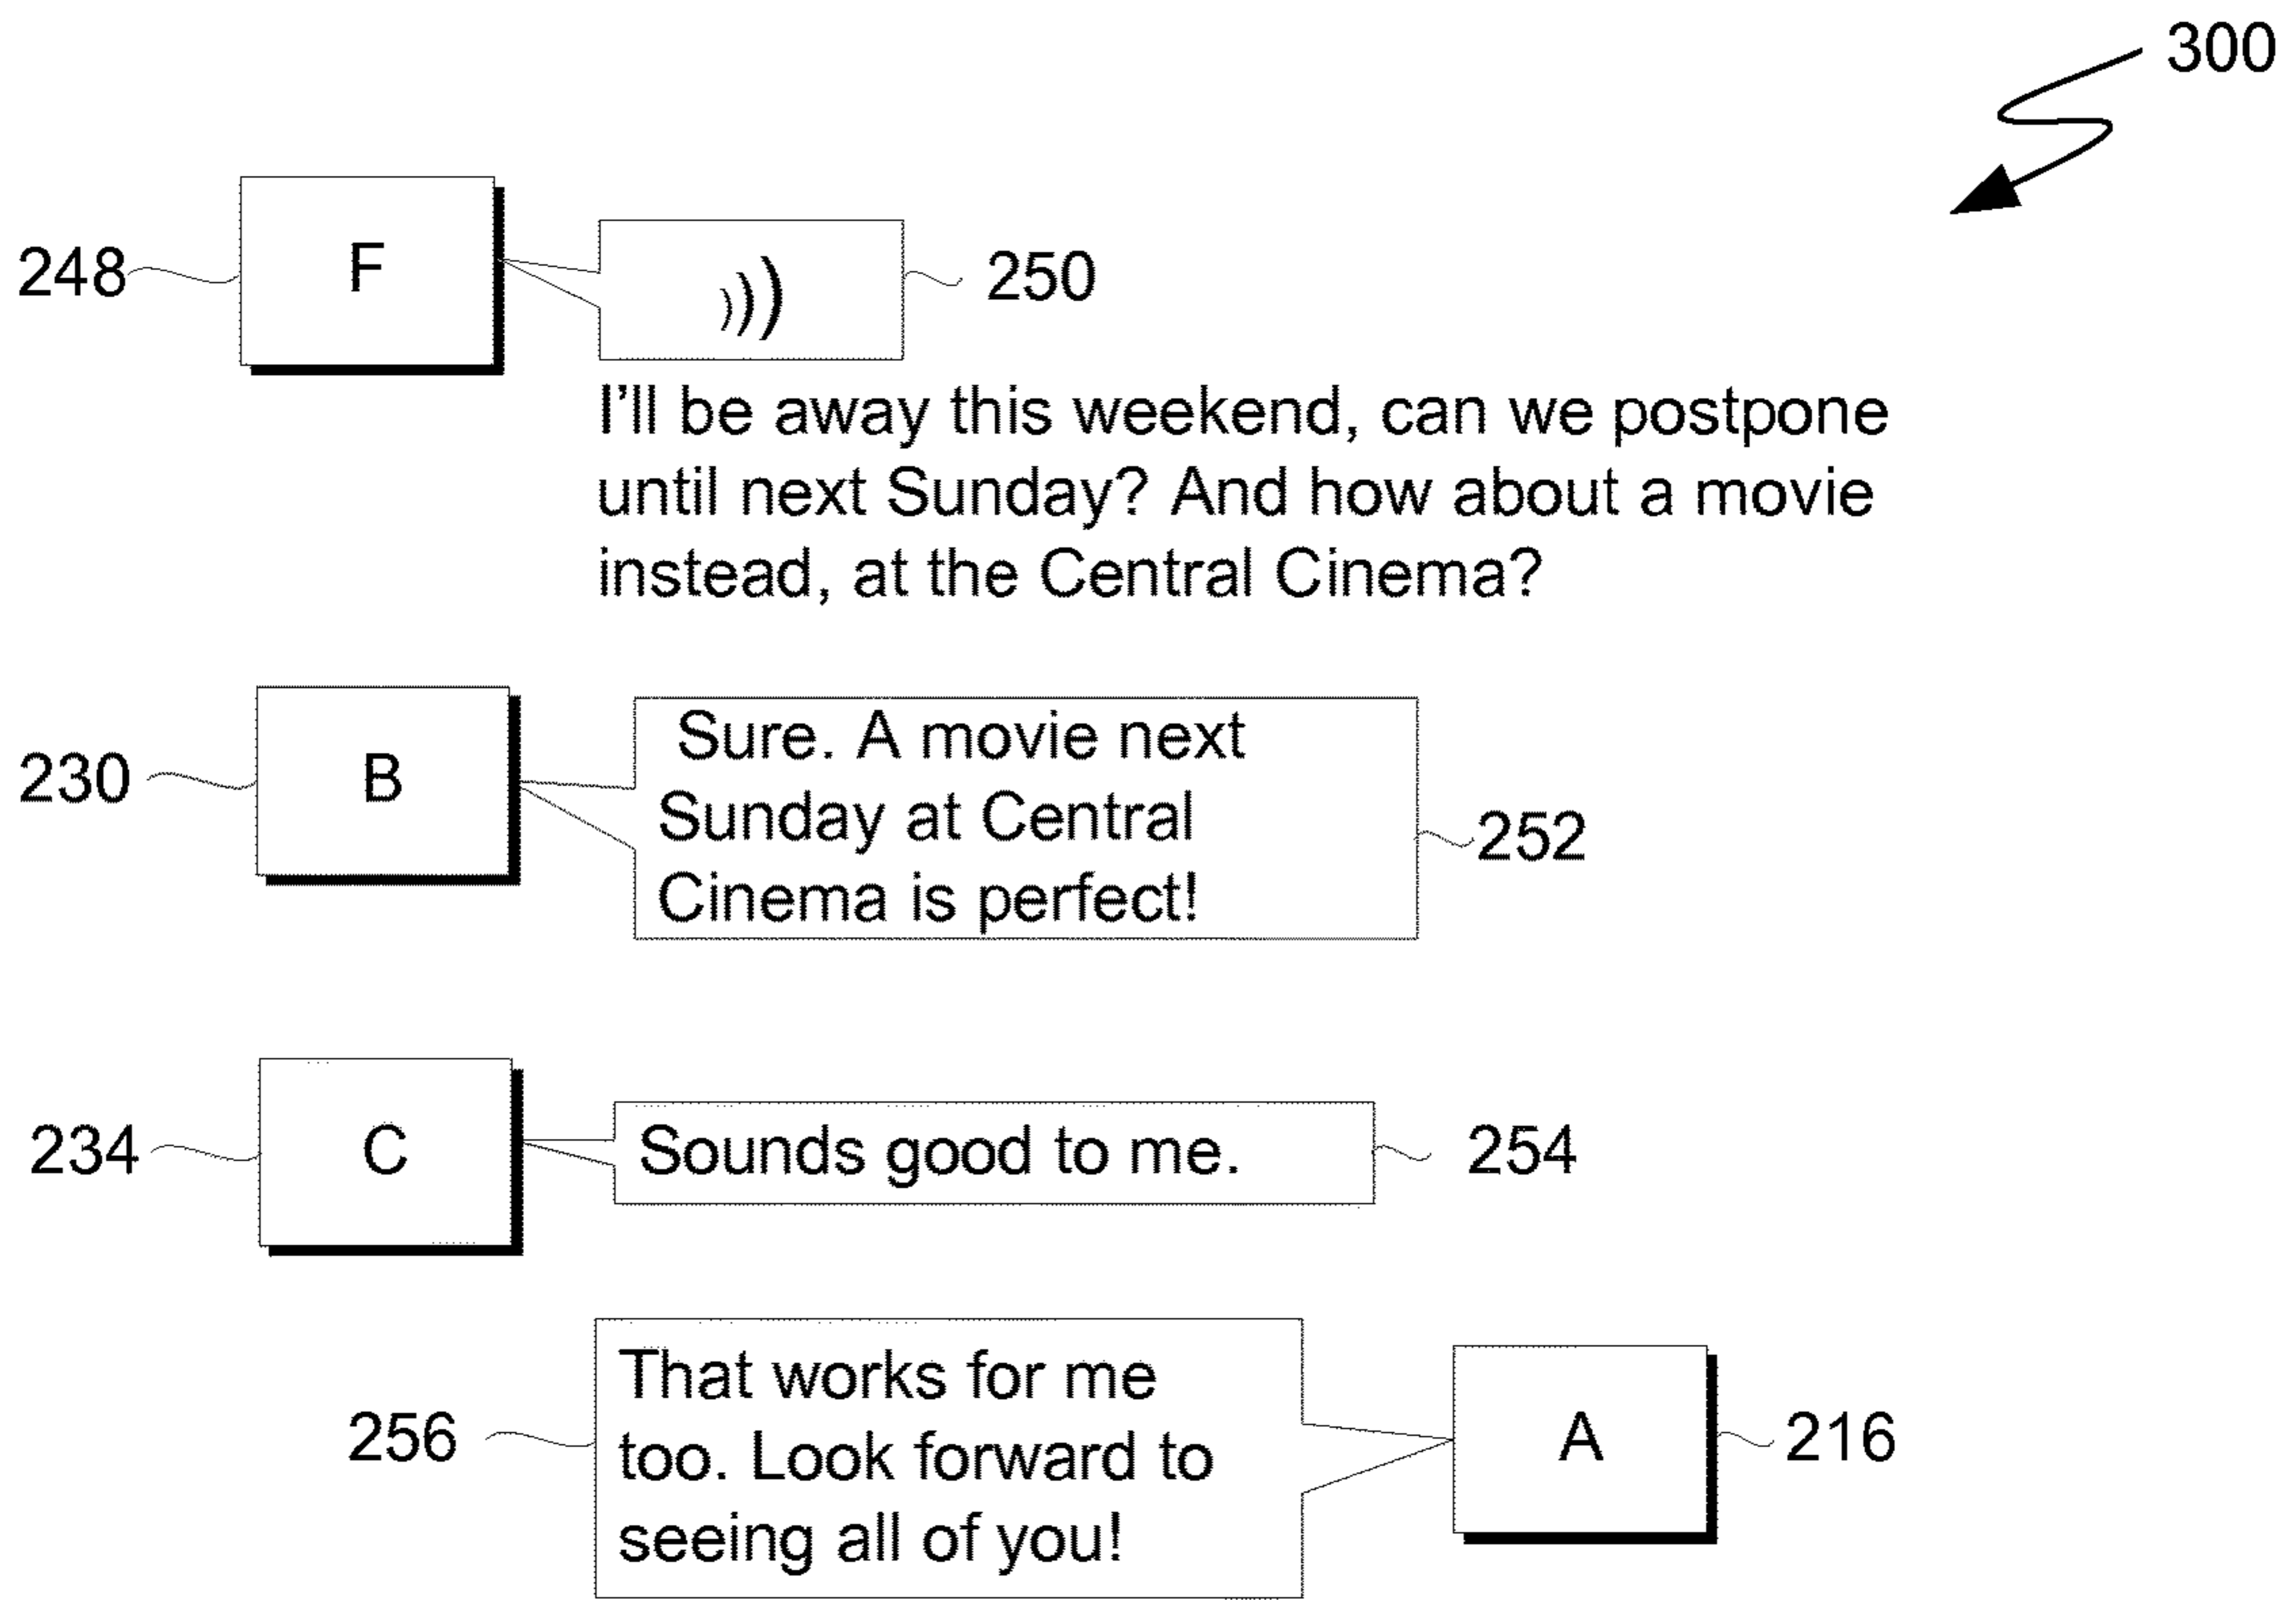 300
248
F
)))
250
I'll be away this weekend, can we postpone
until next Sunday? And how about a movie
instead, at the Central Cinema?
230
B
Sure. A movie next
Sunday at Central
Cinema is perfect!
252
234
C
Sounds good to me.
254
256
That works for me
too. Look forward to
seeing all of you!
A
216